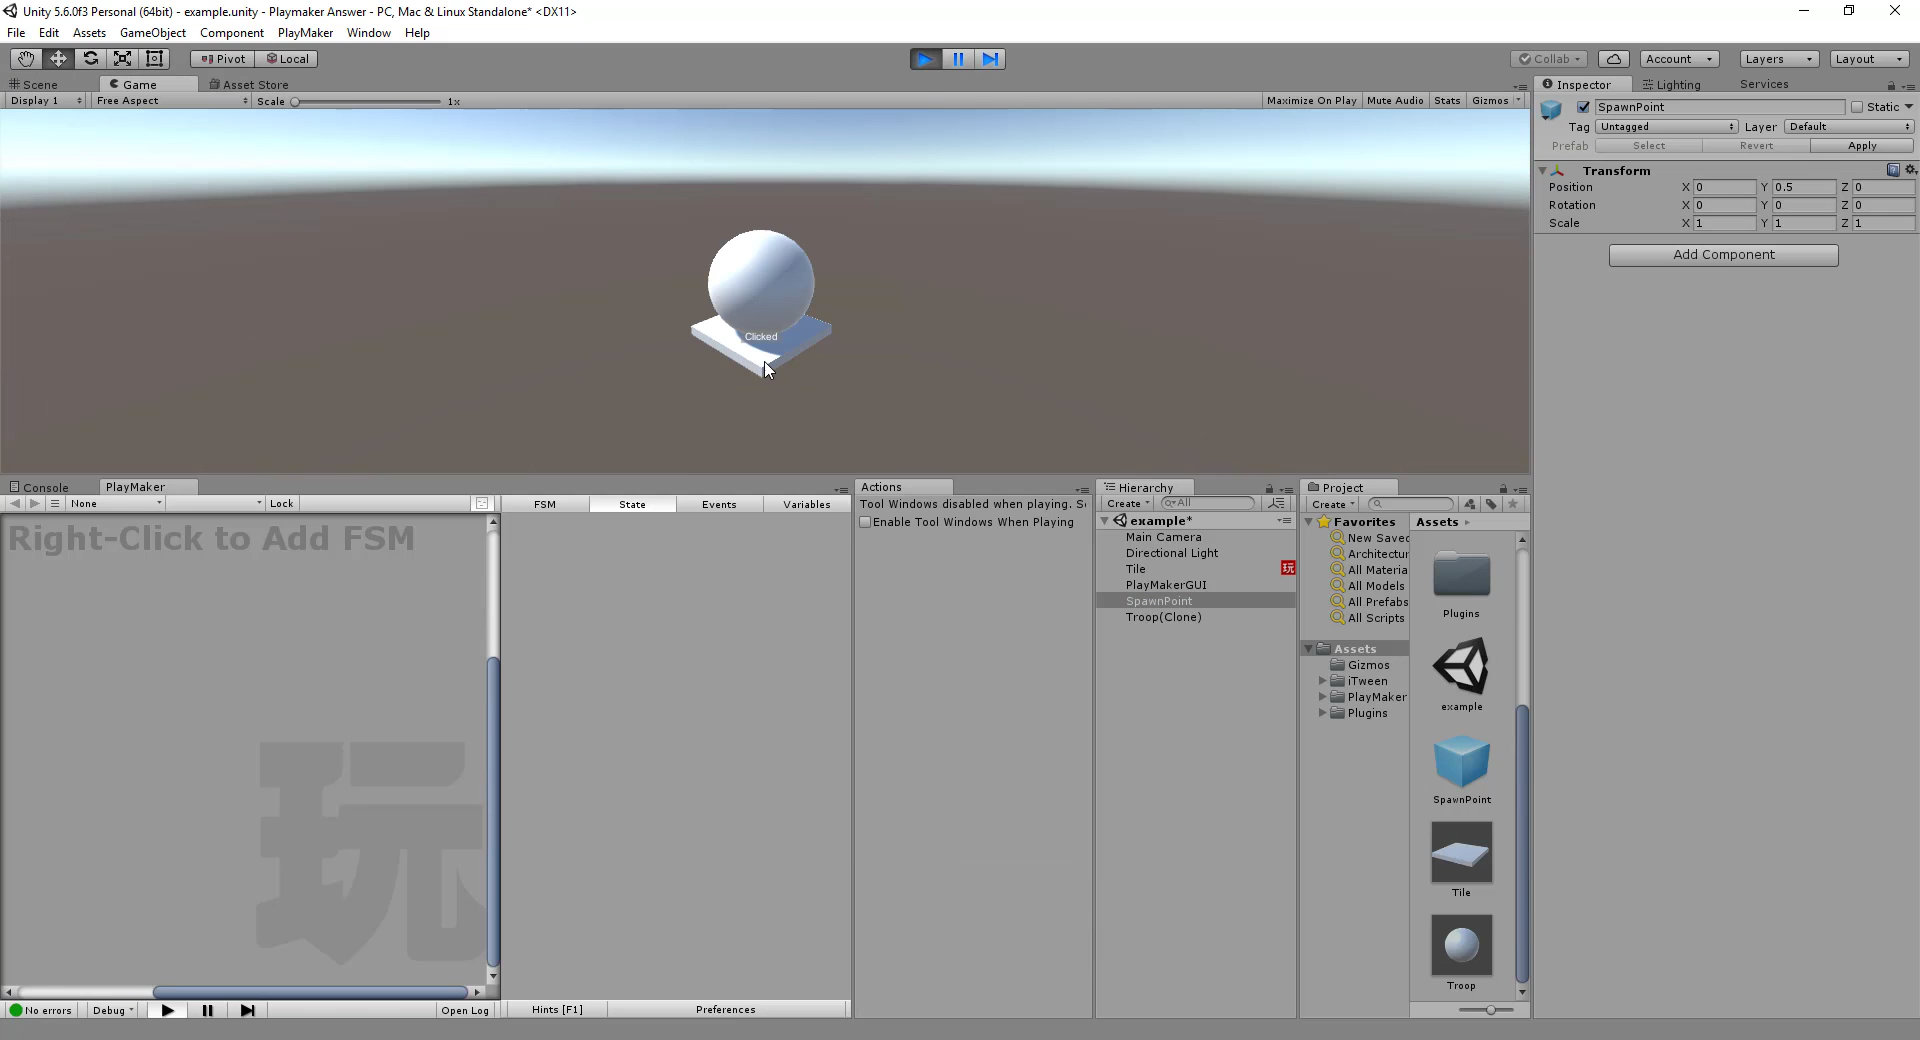 Unity 5.6.0f3 Personal (64bit) - example.unity - Playmaker Answer - PC, Mac & Linux Standalone* <DX11>
File Edit Assets GameObject Component PlayMaker Window Help
Pivot Local Collab Account Layers Layout
Scene Game Asset Store
Display 1 Free Aspect Scale 1x Maximize On Play Mute Audio Stats Gizmos
Clicked
Inspector Lighting Services
SpawnPoint Static
Tag Untagged Layer Default
Prefab Select Revert Apply
Transform
Position X 0 Y 0.5 Z 0
Rotation X 0 Y 0 Z 0
Scale X 1 Y 1 Z 1
Add Component
Console PlayMaker
None Lock
Right-Click to Add FSM
玩
No errors Debug Open Log
FSM State Events Variables
Hints [F1] Preferences
Actions
Tool Windows disabled when playing. S
Enable Tool Windows When Playing
Hierarchy
Create All
example*
Main Camera
Directional Light
Tile 玩
PlayMakerGUI
SpawnPoint
Troop(Clone)
Project
Create
Favorites
New Saved
Architectur
All Materia
All Models
All Prefabs
All Scripts
Assets
Gizmos
iTween
PlayMaker
Plugins
Assets
Plugins
example
SpawnPoint
Tile
Troop